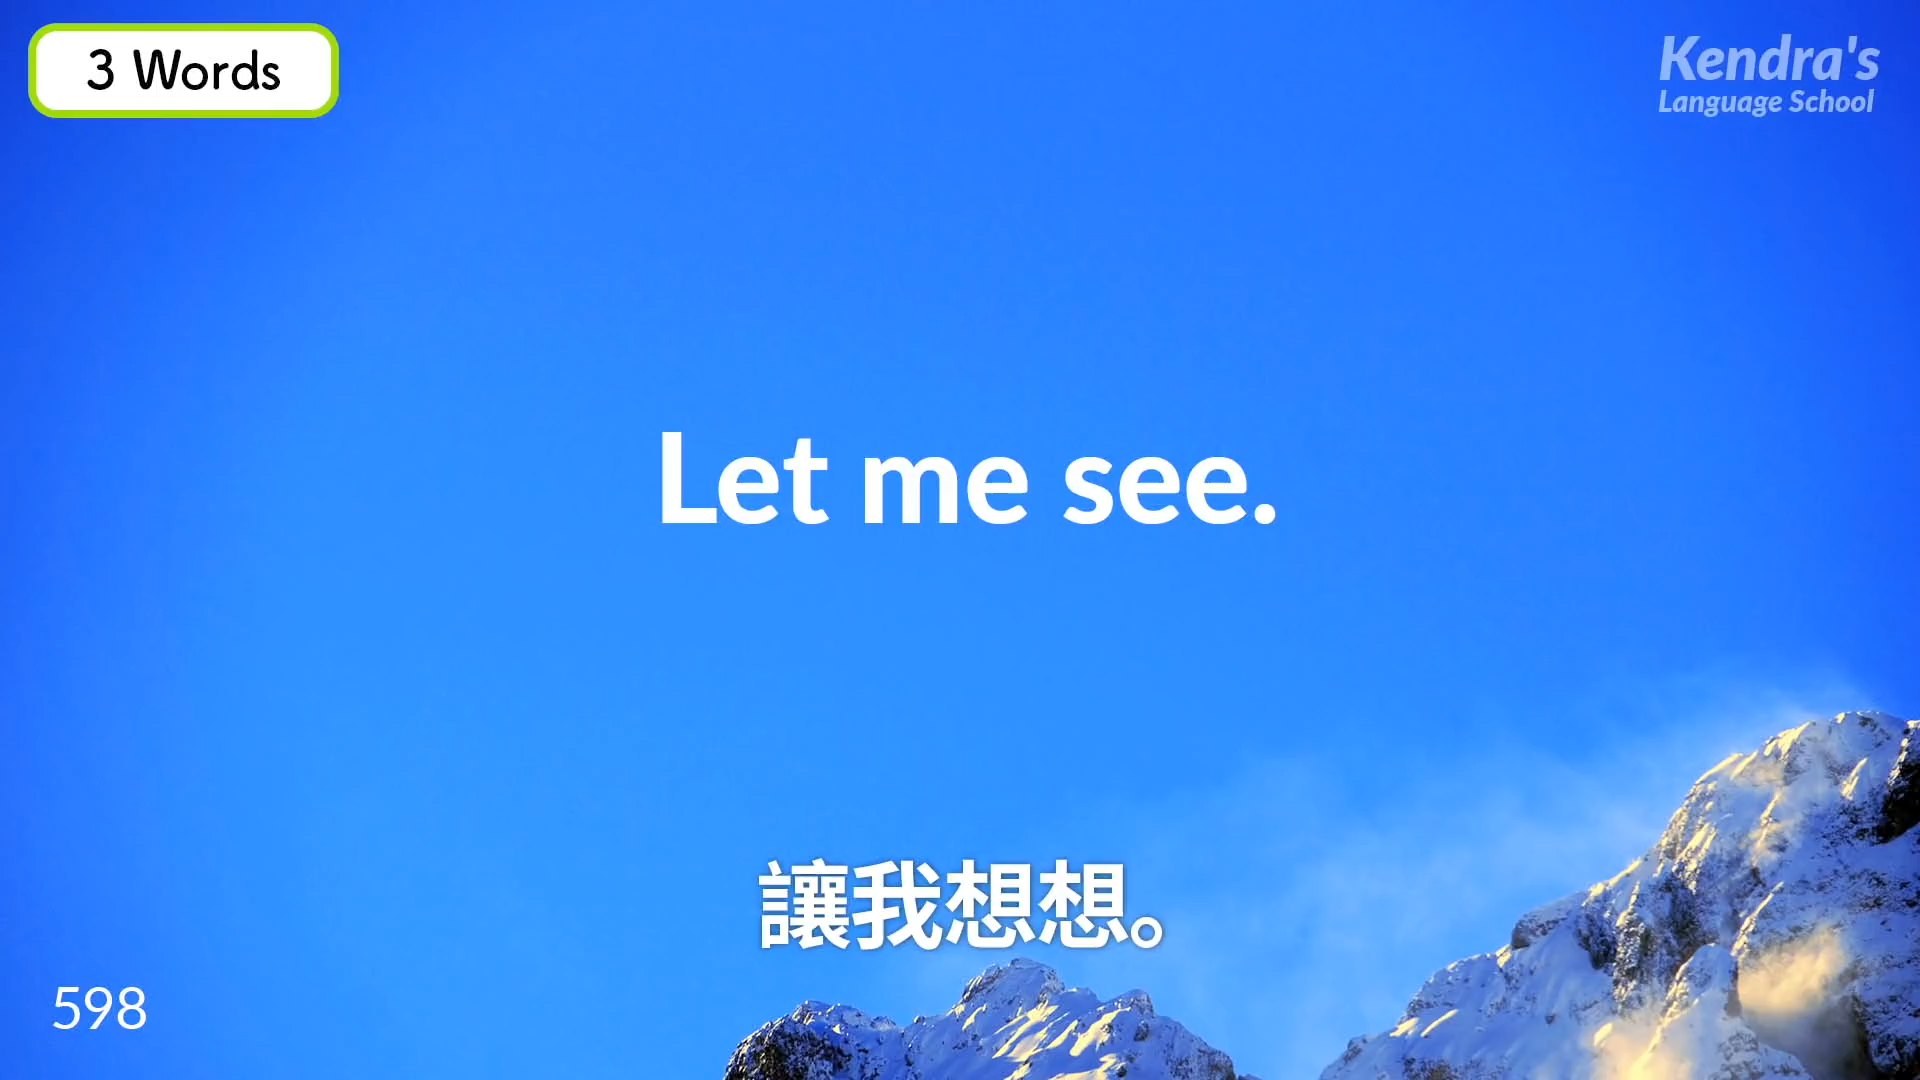 3 Words
Kendra's
Language School
Let me see.
讓我想想。
598